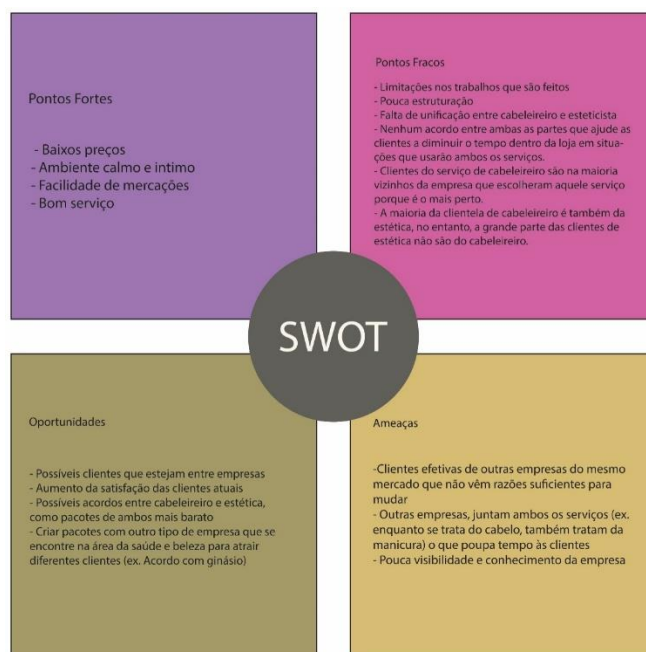 Pontos Fortes
- Baixos preços
- Ambiente calmo e intimo
- Facilidade de mercações
- Bom serviço
Pontos Fracos
- Limitações nos trabalhos que são feitos
- Pouca estruturação
- Falta de unificação entre cabeleireiro e esteticista
- Nenhum acordo entre ambas as partes que ajude as
clientes a diminuir o tempo dentro da loja em situa-
ções que usarão ambos os serviços.
- Clientes do serviço de cabeleireiro são na maioria
vizinhos da empresa que escolheram aquele serviço
porque é o mais perto.
- A maioria da clientela de cabeleireiro é também da
estética, no entanto, a grande parte das clientes de
estética não são do cabeleireiro.
SWOT
Oportunidades
- Possíveis clientes que estejam entre empresas
- Aumento da satisfação das clientes atuais
- Possíveis acordos entre cabeleireiro e estética,
como pacotes de ambos mais barato
- Criar pacotes com outro tipo de empresa que se
encontre na área da saúde e beleza para atrair
diferentes clientes (ex. Acordo com ginásio)
Ameaças
-Clientes efetivas de outras empresas do mesmo
mercado que não vêm razões suficientes para
mudar
- Outras empresas, juntam ambos os serviços (ex.
enquanto se trata do cabelo, também tratam da
manicura) o que poupa tempo às clientes
- Pouca visibilidade e conhecimento da empresa